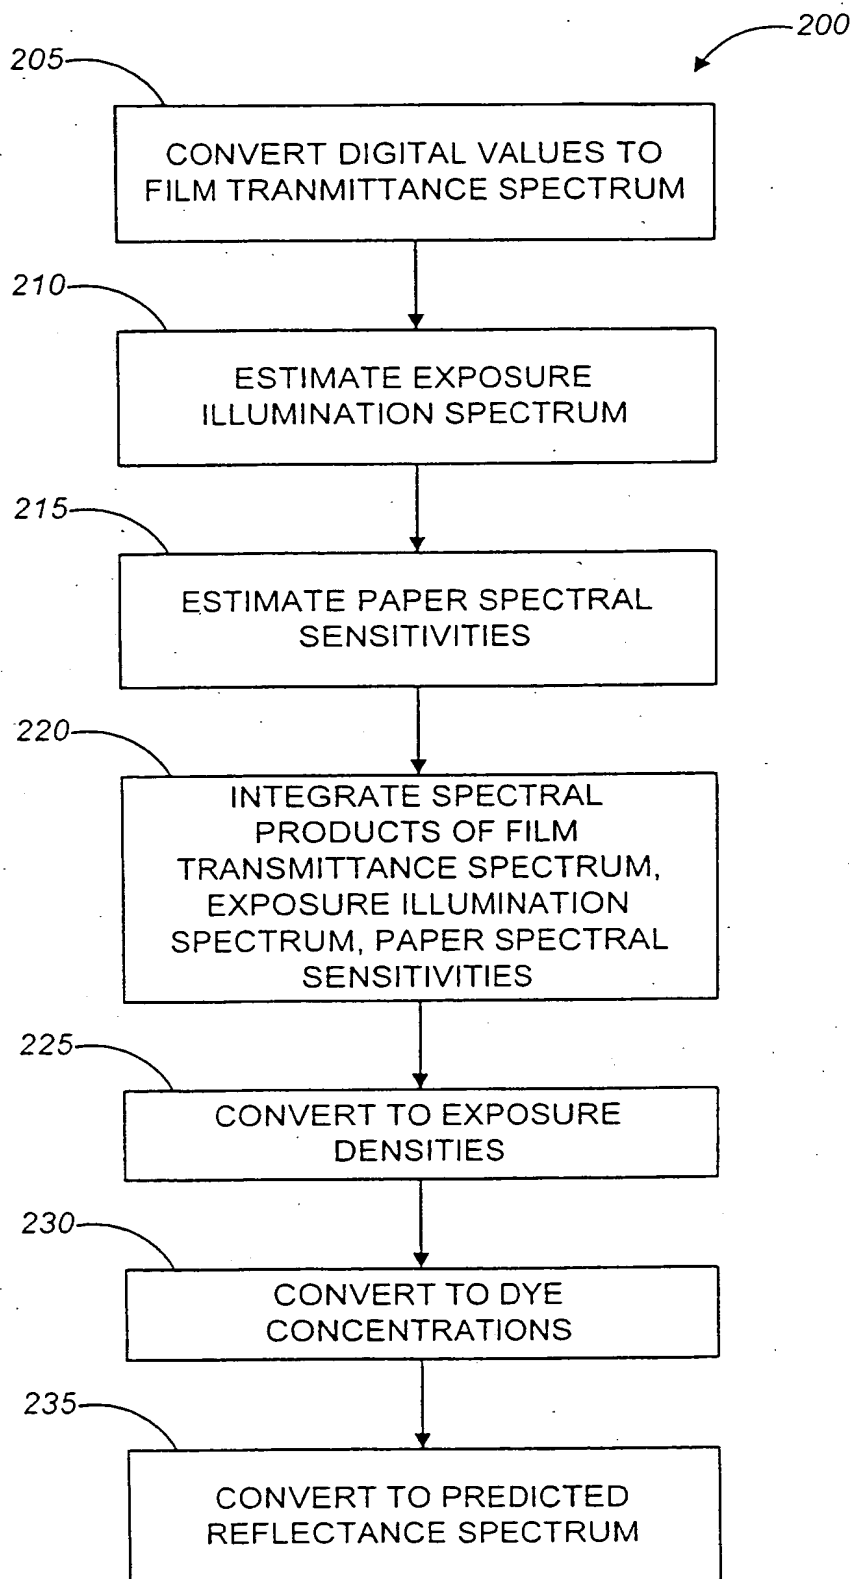 200
205
CONVERT DIGITAL VALUES TO
FILM TRANMITTANCE SPECTRUM
210
ESTIMATE EXPOSURE
ILLUMINATION SPECTRUM
215
ESTIMATE PAPER SPECTRAL
SENSITIVITIES
220
INTEGRATE SPECTRAL
PRODUCTS OF FILM
TRANSMITTANCE SPECTRUM,
EXPOSURE ILLUMINATION
SPECTRUM, PAPER SPECTRAL
SENSITIVITIES
225
CONVERT TO EXPOSURE
DENSITIES
230
CONVERT TO DYE
CONCENTRATIONS
235
CONVERT TO PREDICTED
REFLECTANCE SPECTRUM